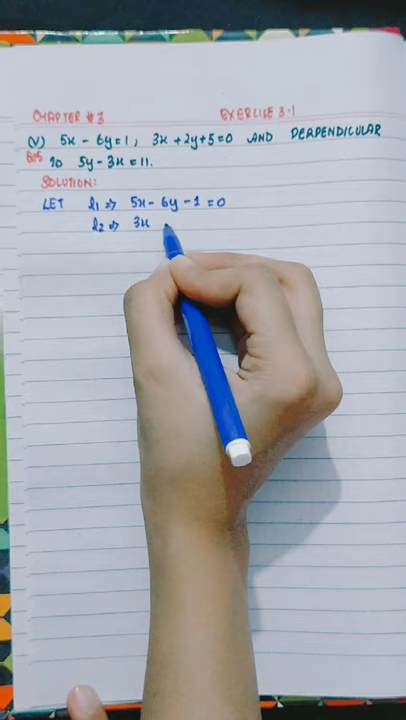 CHAPTER #3 EXERCISE 3.1
(V) 5x - 6y=1, 3x+2y+5=0 AND PERPENDICULAR
Q05 TO 5y-3x=11.
SOLUTION:
LET l₁ ⇒ 5x-6y-1=0
l₂ ⇒ 3x